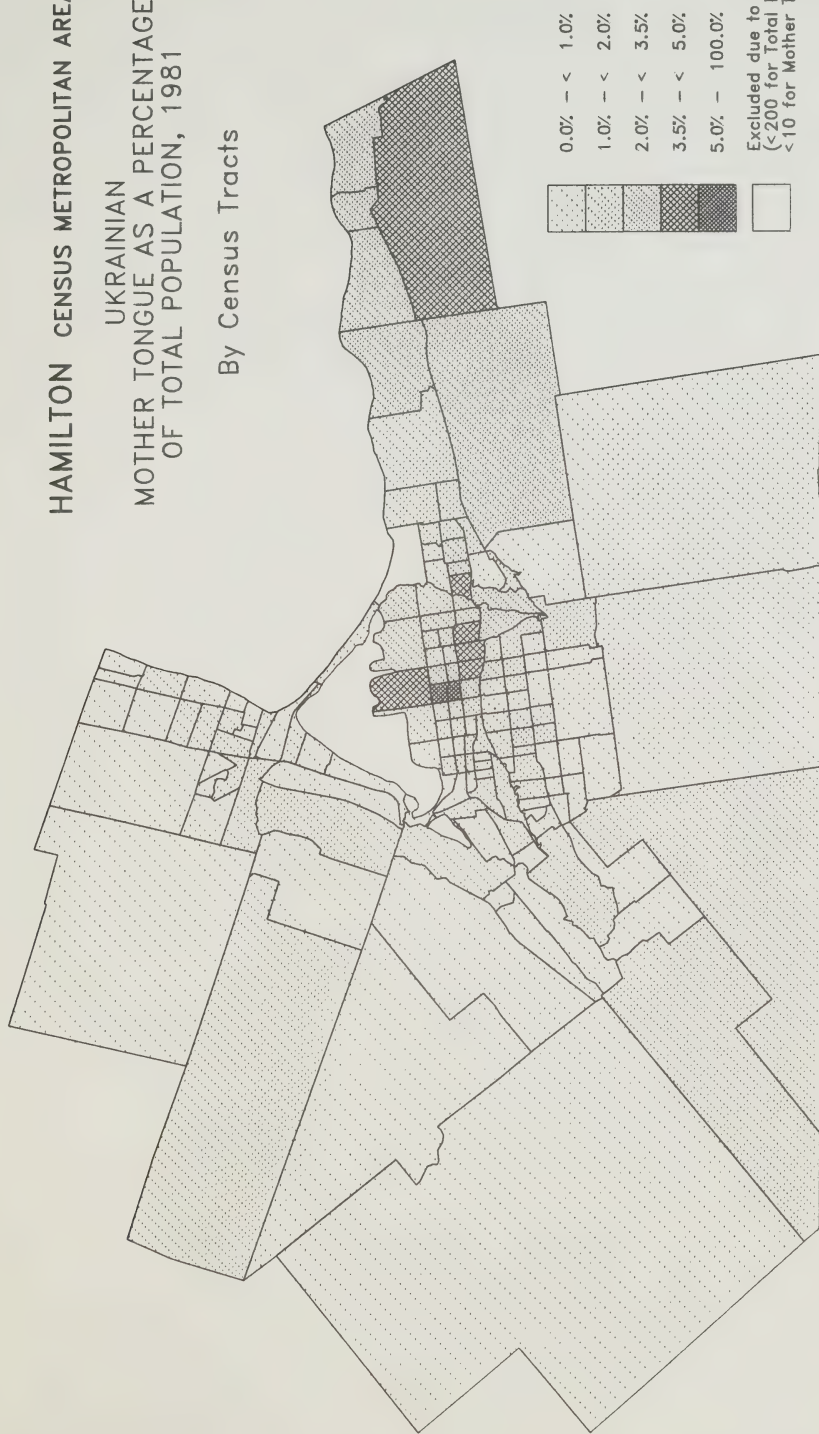 HAMILTON CENSUS METROPOLITAN AREA
UKRAINIAN
MOTHER TONGUE AS A PERCENTAGE
OF TOTAL POPULATION, 1981
By Census Tracts
0.0% - < 1.0%
1.0% - < 2.0%
2.0% - < 3.5%
3.5% - < 5.0%
5.0% - 100.0%
Excluded due to
(<200 for Total
<10 for Mother